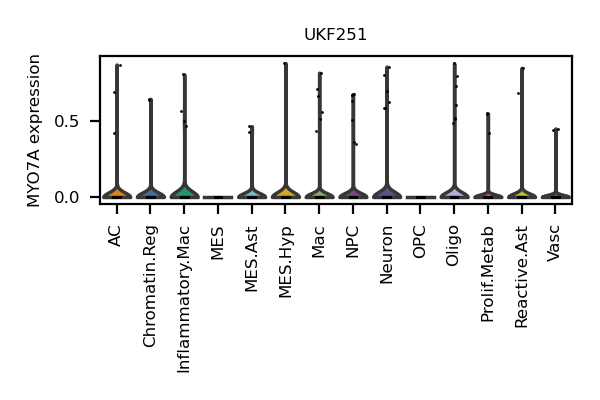 UKF251
MYO7A expression
0.5
0.0
AC
Chromatin.Reg
Inflammatory.Mac
MES
MES.Ast
MES.Hyp
Mac
NPC
Neuron
OPC
Oligo
Prolif.Metab
Reactive.Ast
Vasc